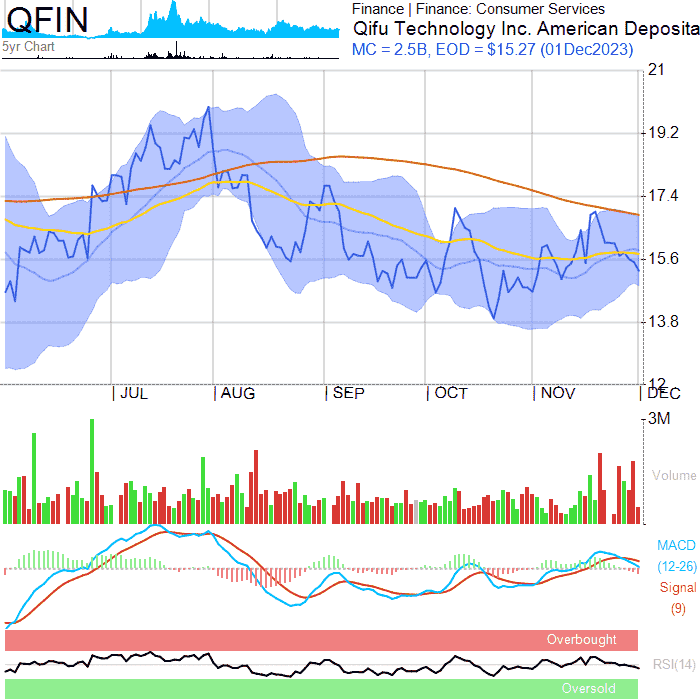 QFIN
5yr Chart
Finance | Finance: Consumer Services
Qifu Technology Inc. American Deposita
MC = 2.5B, EOD = $15.27 (01Dec2023)
21
19.2
17.4
15.6
13.8
12
JUL AUG SEP OCT NOV DEC
3M
Volume
MACD
(12-26)
Signal
(9)
Overbought
RSI(14)
Oversold